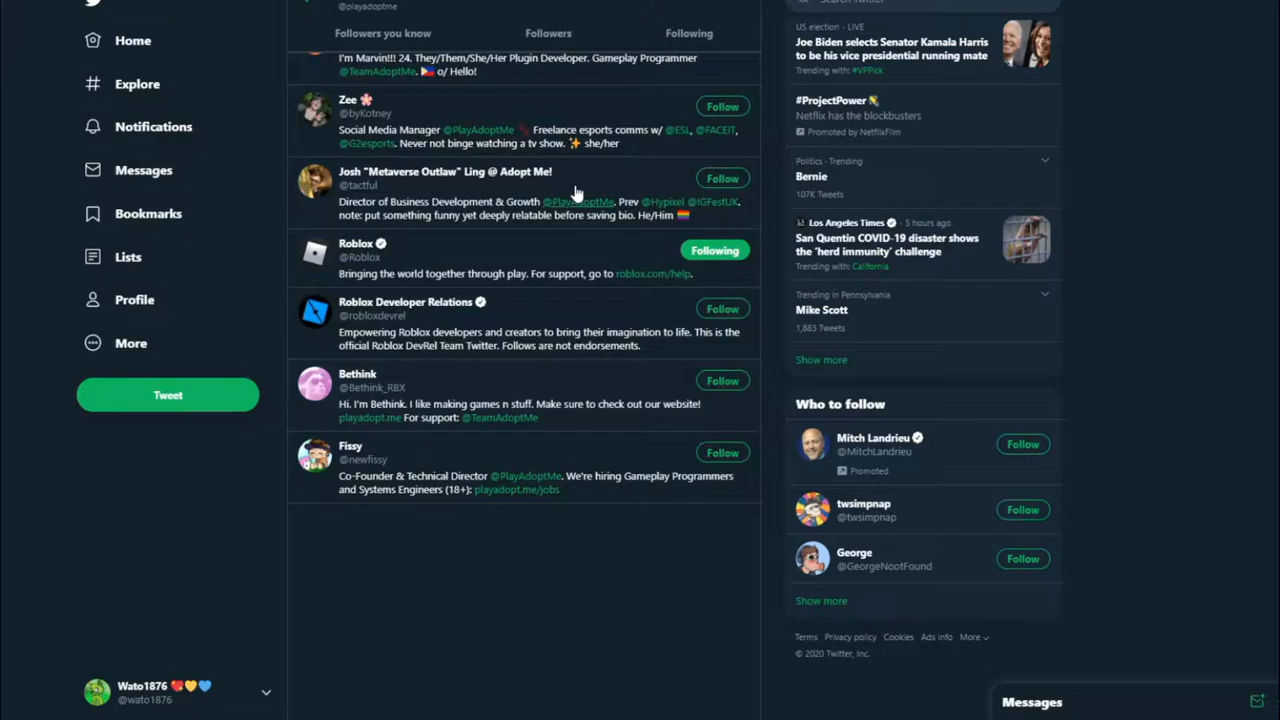 Home
Explore
Notifications
Messages
Bookmarks
Lists
Profile
More
Tweet
Wato1876
@wato1876
@playadoptme
Followers you know
Followers
Following
I'm Marvin!!! 24. They/Them/She/Her Plugin Developer. Gameplay Programmer
@TeamAdoptMe. 🇵🇭 o/ Hello!
Zee 🌸
@byKotney
Follow
Social Media Manager @PlayAdoptMe Freelance esports comms w/ @ESL, @FACEIT,
@G2esports. Never not binge watching a tv show. ✨ she/her
Josh "Metaverse Outlaw" Ling @ Adopt Me!
@tactful
Follow
Director of Business Development & Growth @PlayAdoptMe. Prev @Hypixel @IGFestUK.
note: put something funny yet deeply relatable before saving bio. He/Him 🏳️‍🌈
Roblox
@Roblox
Following
Bringing the world together through play. For support, go to roblox.com/help.
Roblox Developer Relations
@robloxdevrel
Follow
Empowering Roblox developers and creators to bring their imagination to life. This is the
official Roblox DevRel Team Twitter. Follows are not endorsements.
Bethink
@Bethink_RBX
Follow
Hi. I'm Bethink. I like making games n stuff. Make sure to check out our website!
playadopt.me For support: @TeamAdoptMe
Fissy
@newfissy
Follow
Co-Founder & Technical Director @PlayAdoptMe. We're hiring Gameplay Programmers
and Systems Engineers (18+): playadopt.me/jobs
Search Twitter
US election · LIVE
Joe Biden selects Senator Kamala Harris
to be his vice presidential running mate
Trending with: #VPPick
#ProjectPower
Netflix has the blockbusters
Promoted by NetflixFilm
Politics · Trending
Bernie
107K Tweets
Los Angeles Times · 5 hours ago
San Quentin COVID-19 disaster shows
the 'herd immunity' challenge
Trending with: California
Trending in Pennsylvania
Mike Scott
1,883 Tweets
Show more
Who to follow
Mitch Landrieu
@MitchLandrieu
Follow
Promoted
twsimpnap
@twsimpnap
Follow
George
@GeorgeNootFound
Follow
Show more
Terms Privacy policy Cookies Ads info More
© 2020 Twitter, Inc.
Messages